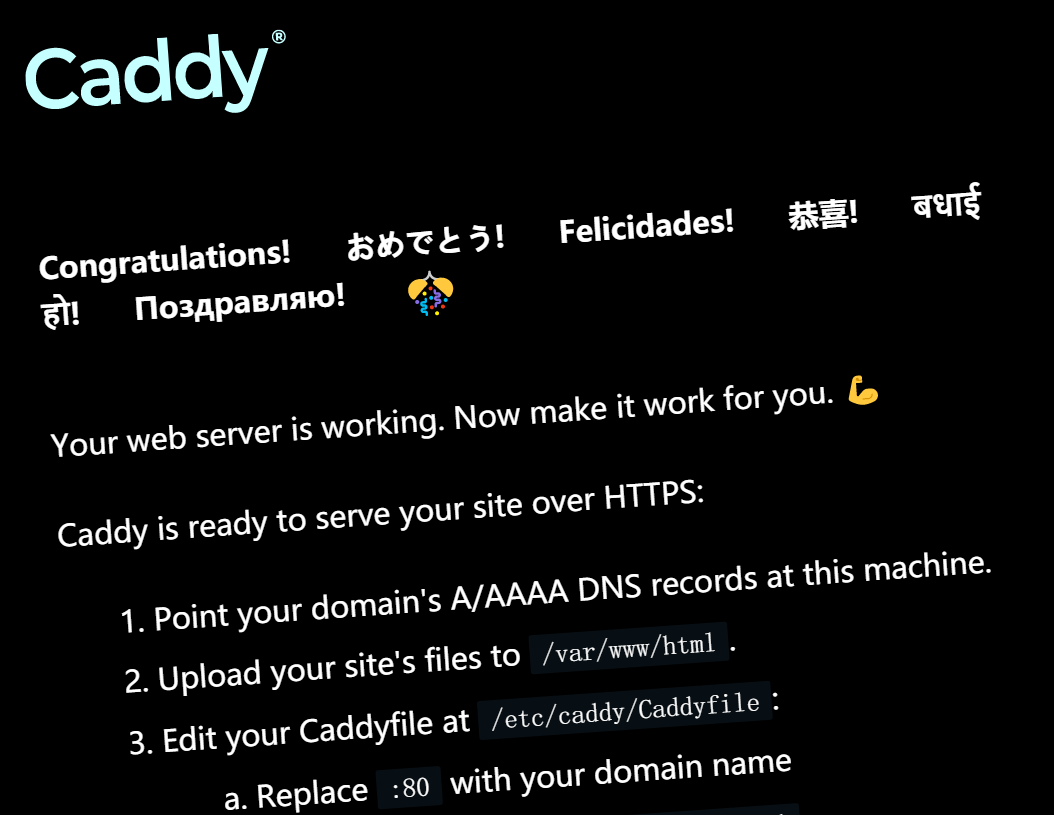 Caddy®
Congratulations! おめでとう! Felicidades! 恭喜! बधाई
हो! Поздравляю! 🎊
Your web server is working. Now make it work for you. 💪
Caddy is ready to serve your site over HTTPS:
1. Point your domain's A/AAAA DNS records at this machine.
2. Upload your site's files to /var/www/html.
3. Edit your Caddyfile at /etc/caddy/Caddyfile:
a. Replace :80 with your domain name